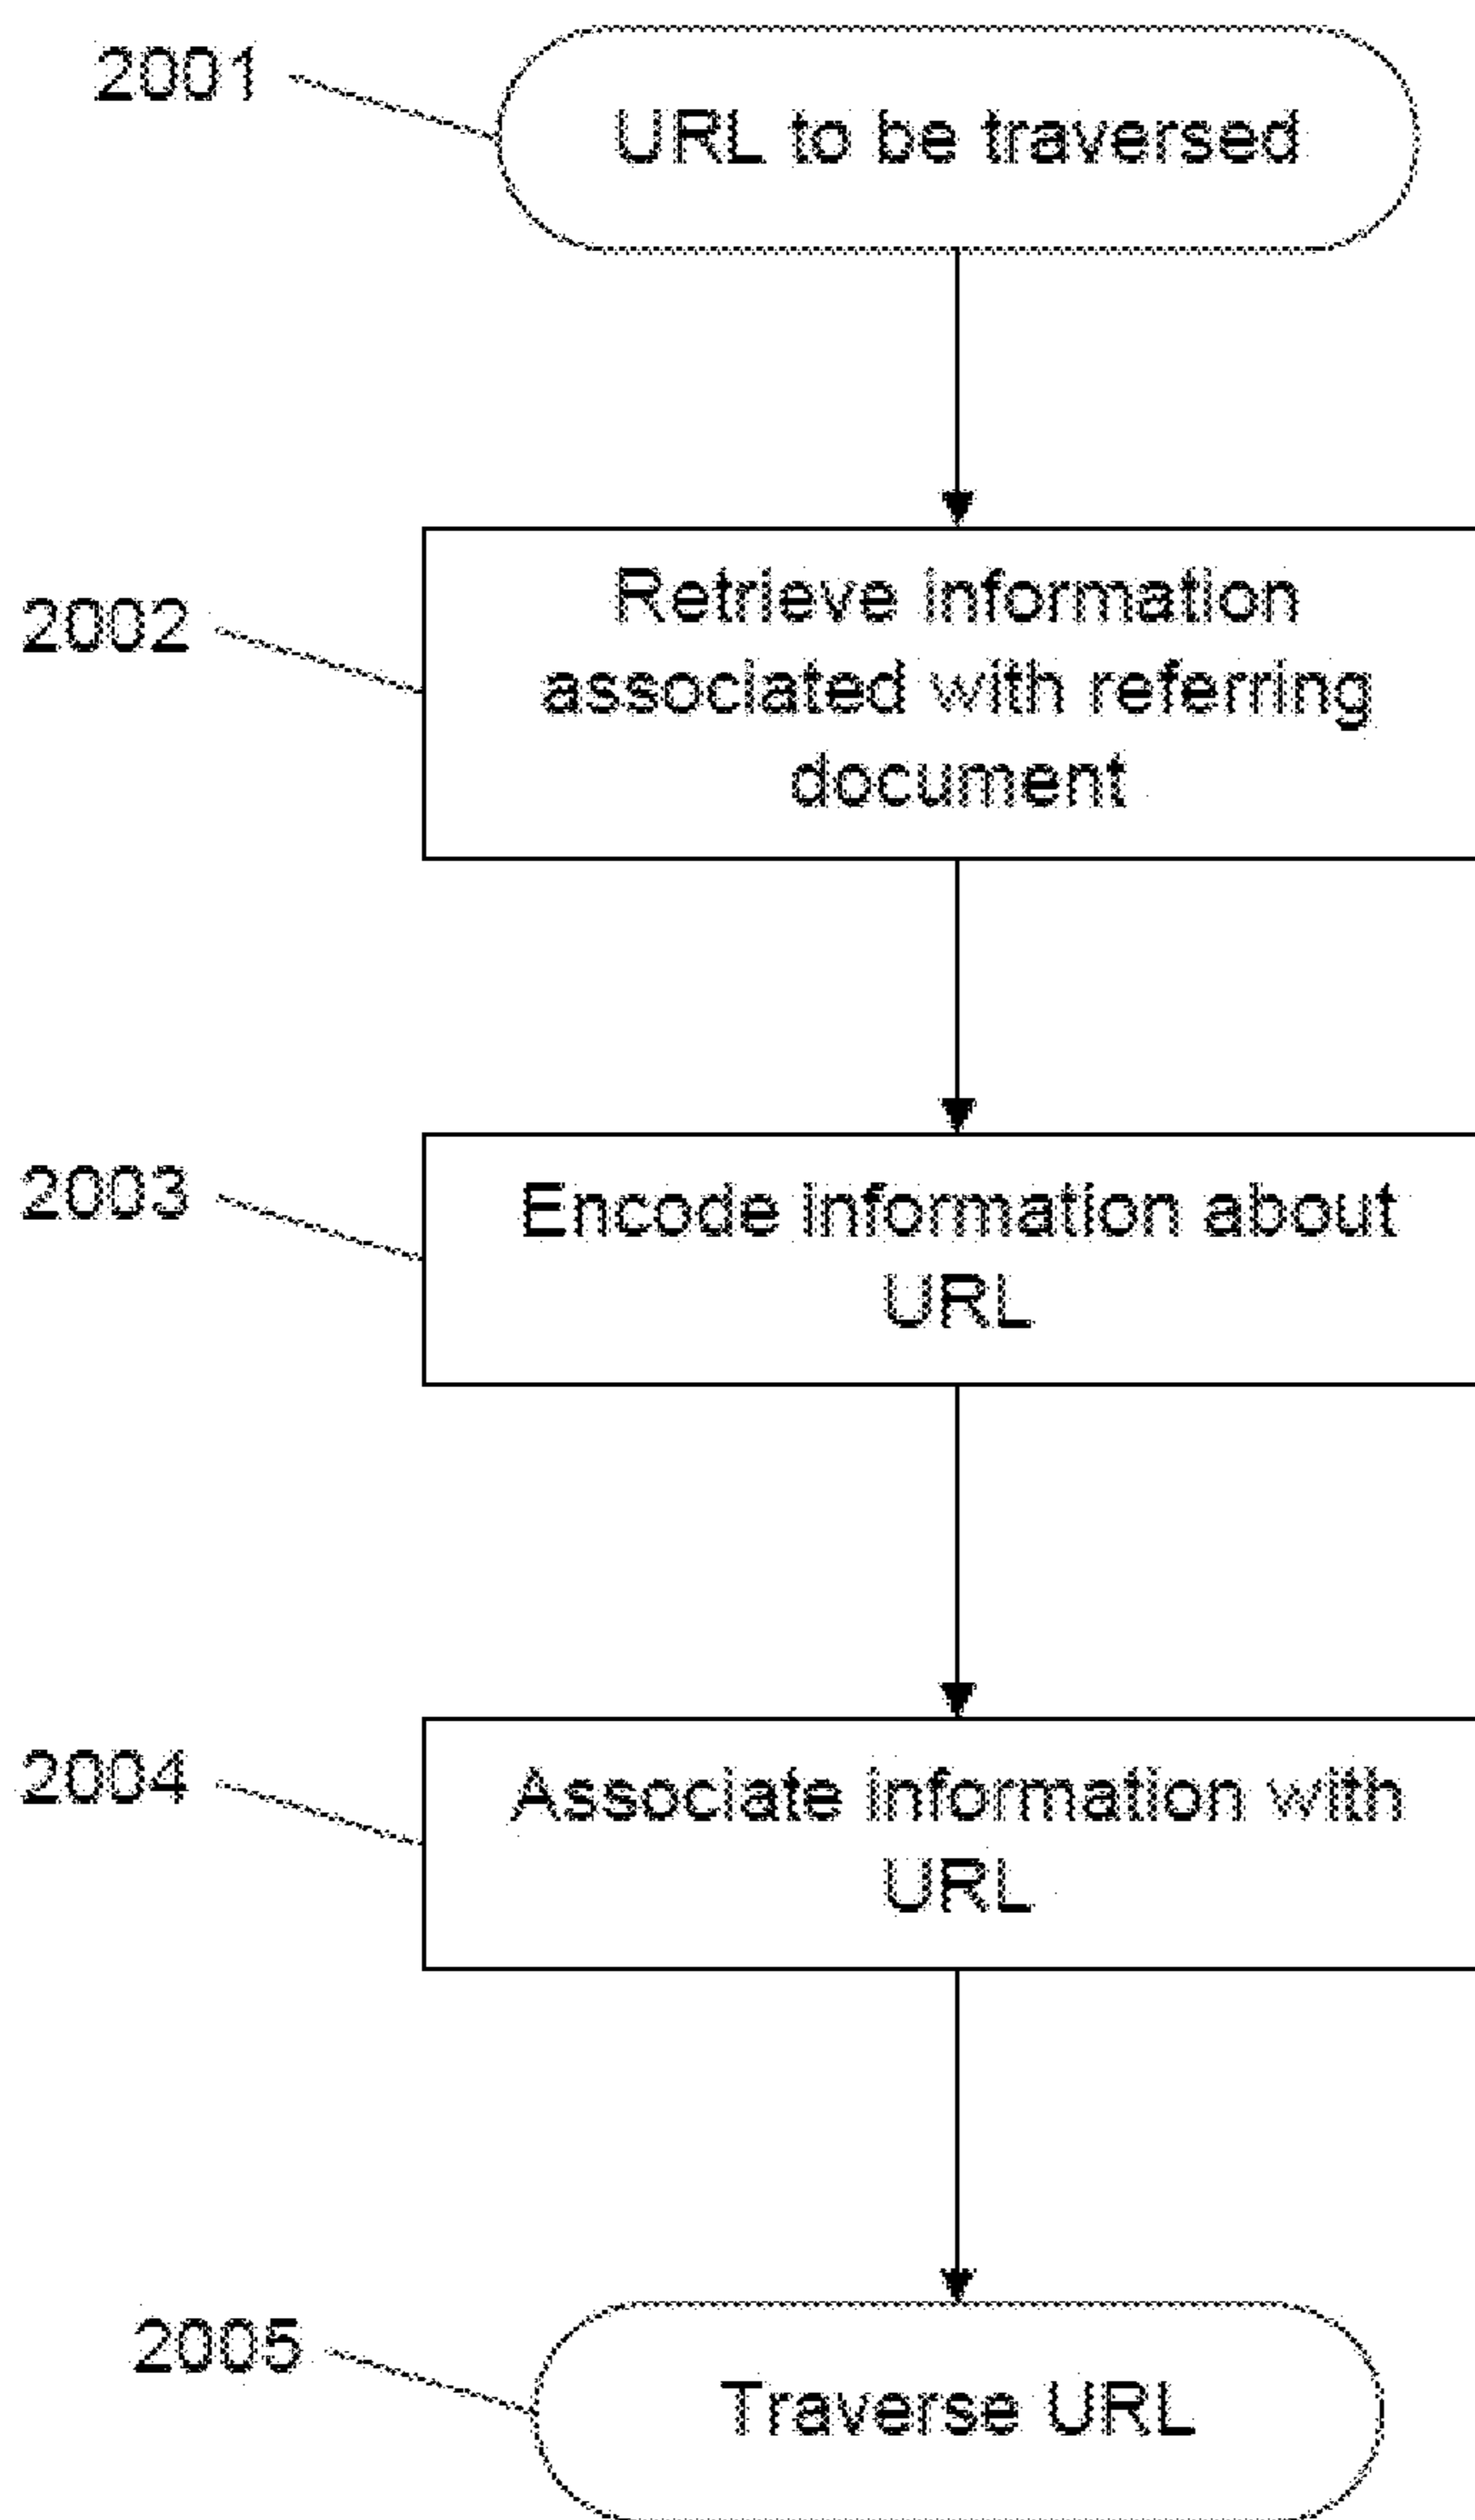 2001
URL to be traversed
2002
Retrieve information
associated with referring
document
2003
Encode information about
URL
2004
Associate information with
URL
2005
Traverse URL